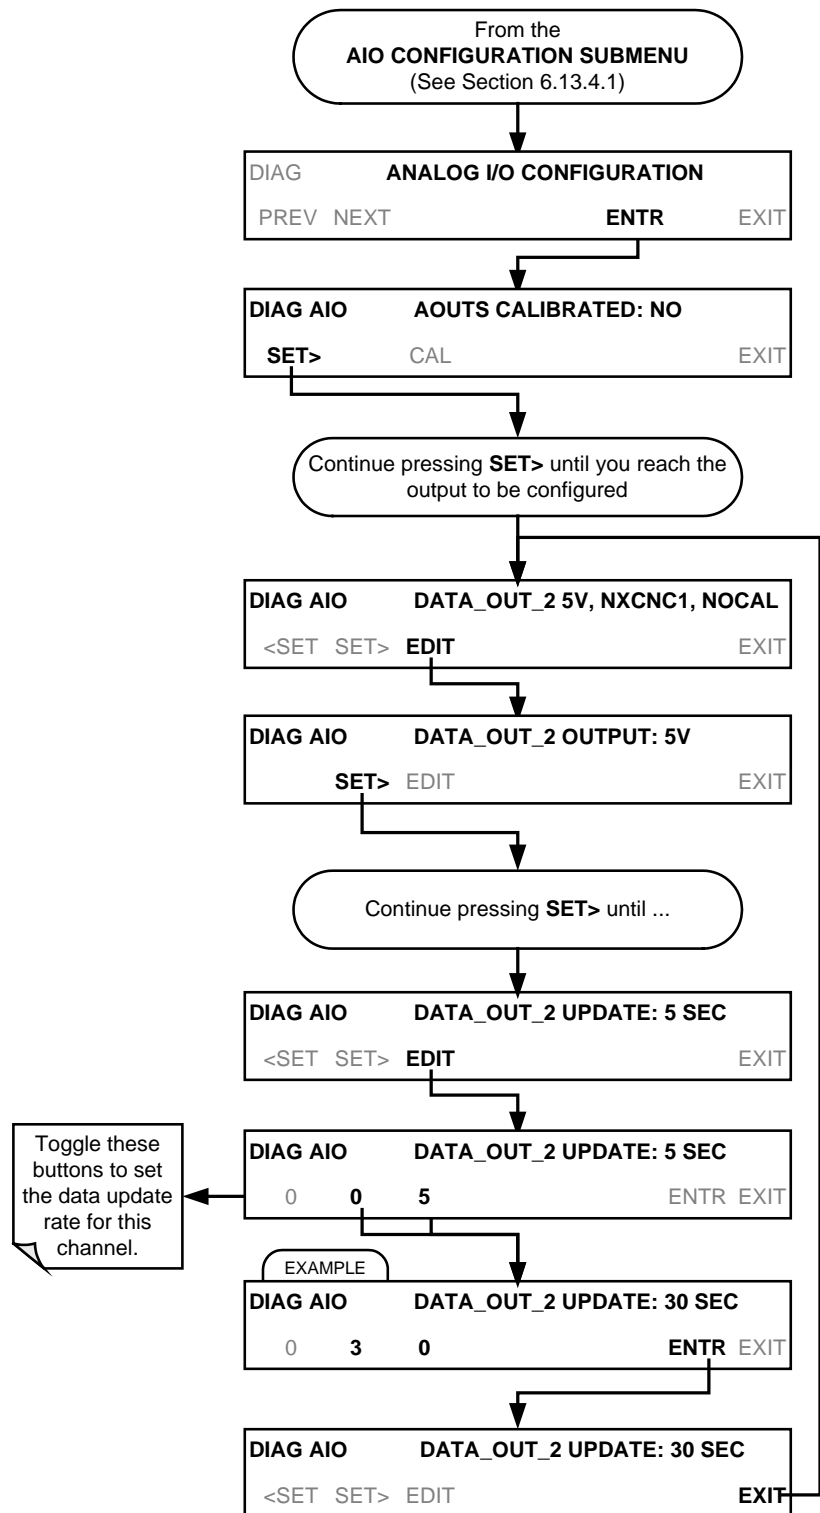 From the
AIO CONFIGURATION SUBMENU
(See Section 6.13.4.1)
DIAG ANALOG I/O CONFIGURATION
PREV NEXT ENTR EXIT
DIAG AIO AOUTS CALIBRATED: NO
SET> CAL EXIT
Continue pressing SET> until you reach the
output to be configured
DIAG AIO DATA_OUT_2 5V, NXCNC1, NOCAL
<SET SET> EDIT EXIT
DIAG AIO DATA_OUT_2 OUTPUT: 5V
SET> EDIT EXIT
Continue pressing SET> until ...
DIAG AIO DATA_OUT_2 UPDATE: 5 SEC
<SET SET> EDIT EXIT
Toggle these
buttons to set
the data update
rate for this
channel.
DIAG AIO DATA_OUT_2 UPDATE: 5 SEC
0 0 5 ENTR EXIT
EXAMPLE
DIAG AIO DATA_OUT_2 UPDATE: 30 SEC
0 3 0 ENTR EXIT
DIAG AIO DATA_OUT_2 UPDATE: 30 SEC
<SET SET> EDIT EXIT